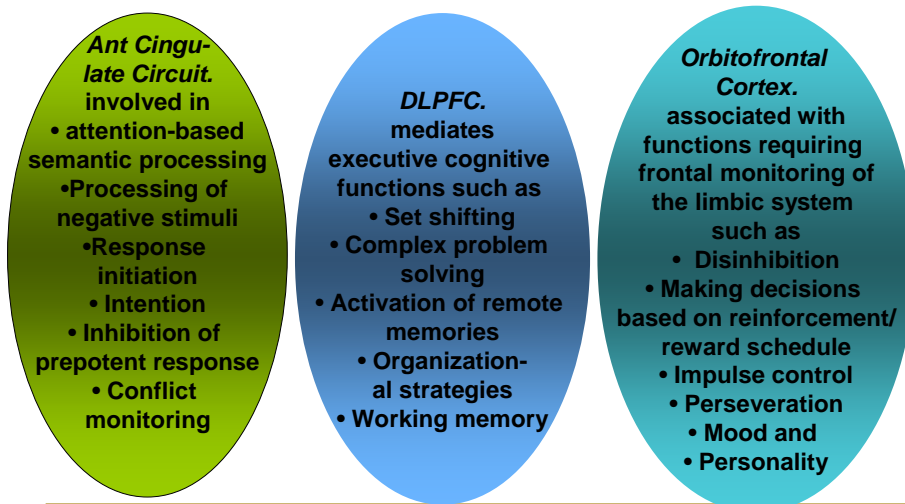 Ant Cingu-
late Circuit.
involved in
• attention-based
semantic processing
•Processing of
negative stimuli
•Response
initiation
• Intention
• Inhibition of
prepotent response
• Conflict
monitoring
DLPFC.
mediates
executive cognitive
functions such as
• Set shifting
• Complex problem
solving
• Activation of remote
memories
• Organization-
al strategies
• Working memory
Orbitofrontal
Cortex.
associated with
functions requiring
frontal monitoring of
the limbic system
such as
• Disinhibition
• Making decisions
based on reinforcement/
reward schedule
• Impulse control
• Perseveration
• Mood and
• Personality